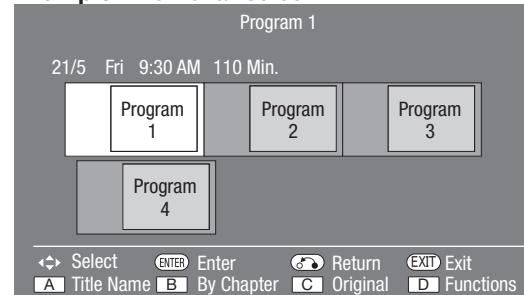 Program 1
21/5 Fri 9:30 AM 110 Min.
Program
1
Program
2
Program
3
Program
4
Select ENTER Enter Return EXIT Exit
A Title Name B By Chapter C Original D Functions